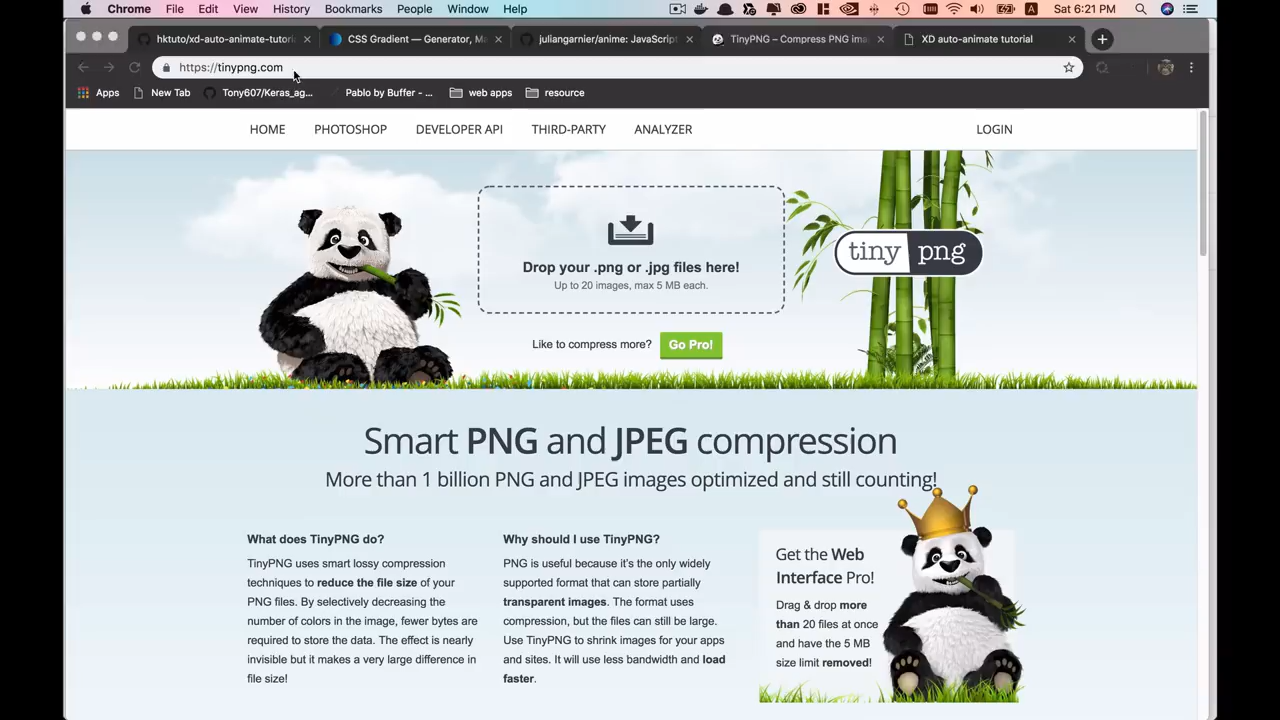 Chrome File Edit View History Bookmarks People Window Help Sat 6:21 PM
hktuto/xd-auto-animate-tutori
CSS Gradient — Generator, Ma
juliangarnier/anime: JavaScript
TinyPNG – Compress PNG ima
XD auto-animate tutorial
https://tinypng.com
Apps New Tab Tony607/Keras_ag... Pablo by Buffer - ... web apps resource
HOME PHOTOSHOP DEVELOPER API THIRD-PARTY ANALYZER LOGIN
Drop your .png or .jpg files here!
Up to 20 images, max 5 MB each.
tiny png
Like to compress more? Go Pro!
Smart PNG and JPEG compression
More than 1 billion PNG and JPEG images optimized and still counting!
What does TinyPNG do?
TinyPNG uses smart lossy compression
techniques to reduce the file size of your
PNG files. By selectively decreasing the
number of colors in the image, fewer bytes are
required to store the data. The effect is nearly
invisible but it makes a very large difference in
file size!
Why should I use TinyPNG?
PNG is useful because it's the only widely
supported format that can store partially
transparent images. The format uses
compression, but the files can still be large.
Use TinyPNG to shrink images for your apps
and sites. It will use less bandwidth and load
faster.
Get the Web
Interface Pro!
Drag & drop more
than 20 files at once
and have the 5 MB
size limit removed!